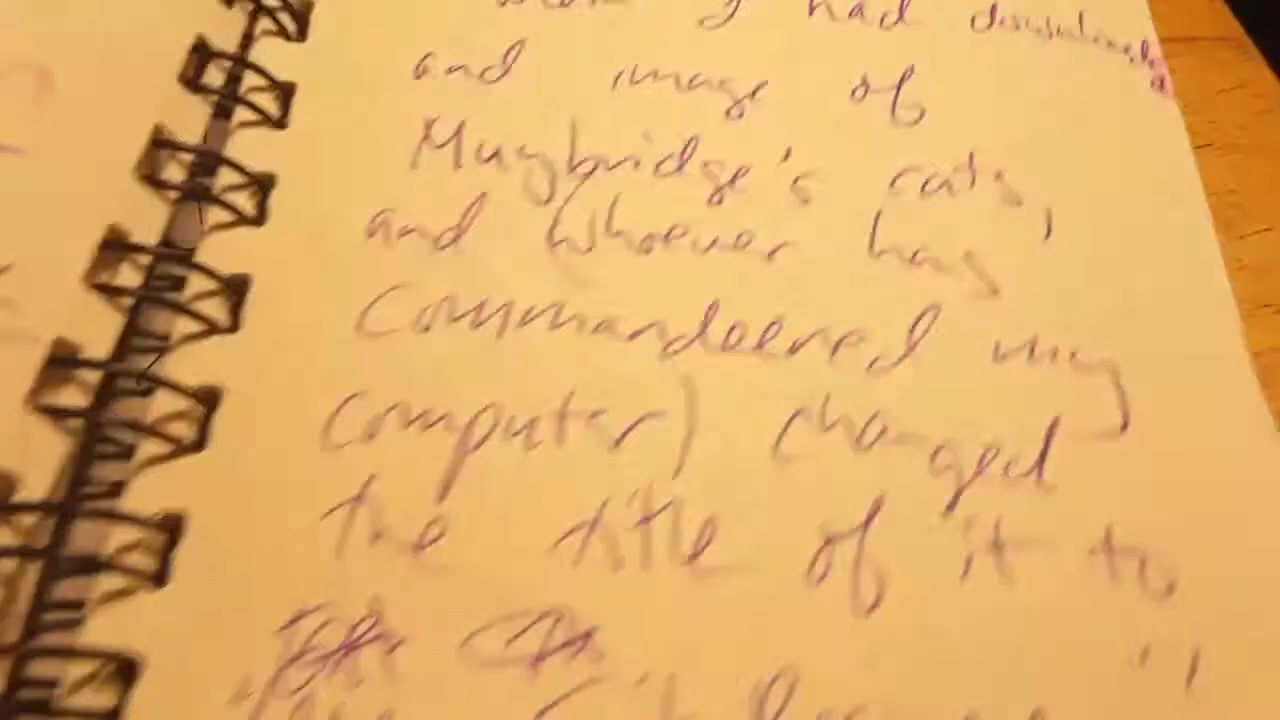 I had
and image of
Muybridge's cats,
and whoever has
commandeered my
computer) changed
the title of it to